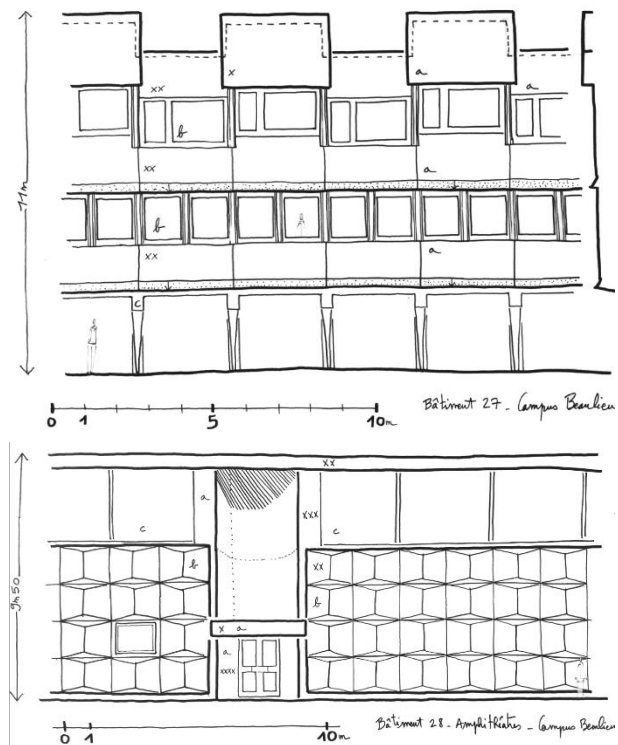 x
a
xx
a
b
xx
a
11m
b
xx
a
c
0 1 5 10m
Bâtiment 27 - Campus Beaulieu
xx
a
xxx
c
c
b
xx
b
9m50
x a
a
xxxx
0 1 10m
Bâtiment 28 - Amphithéâtres - Campus Beaulieu